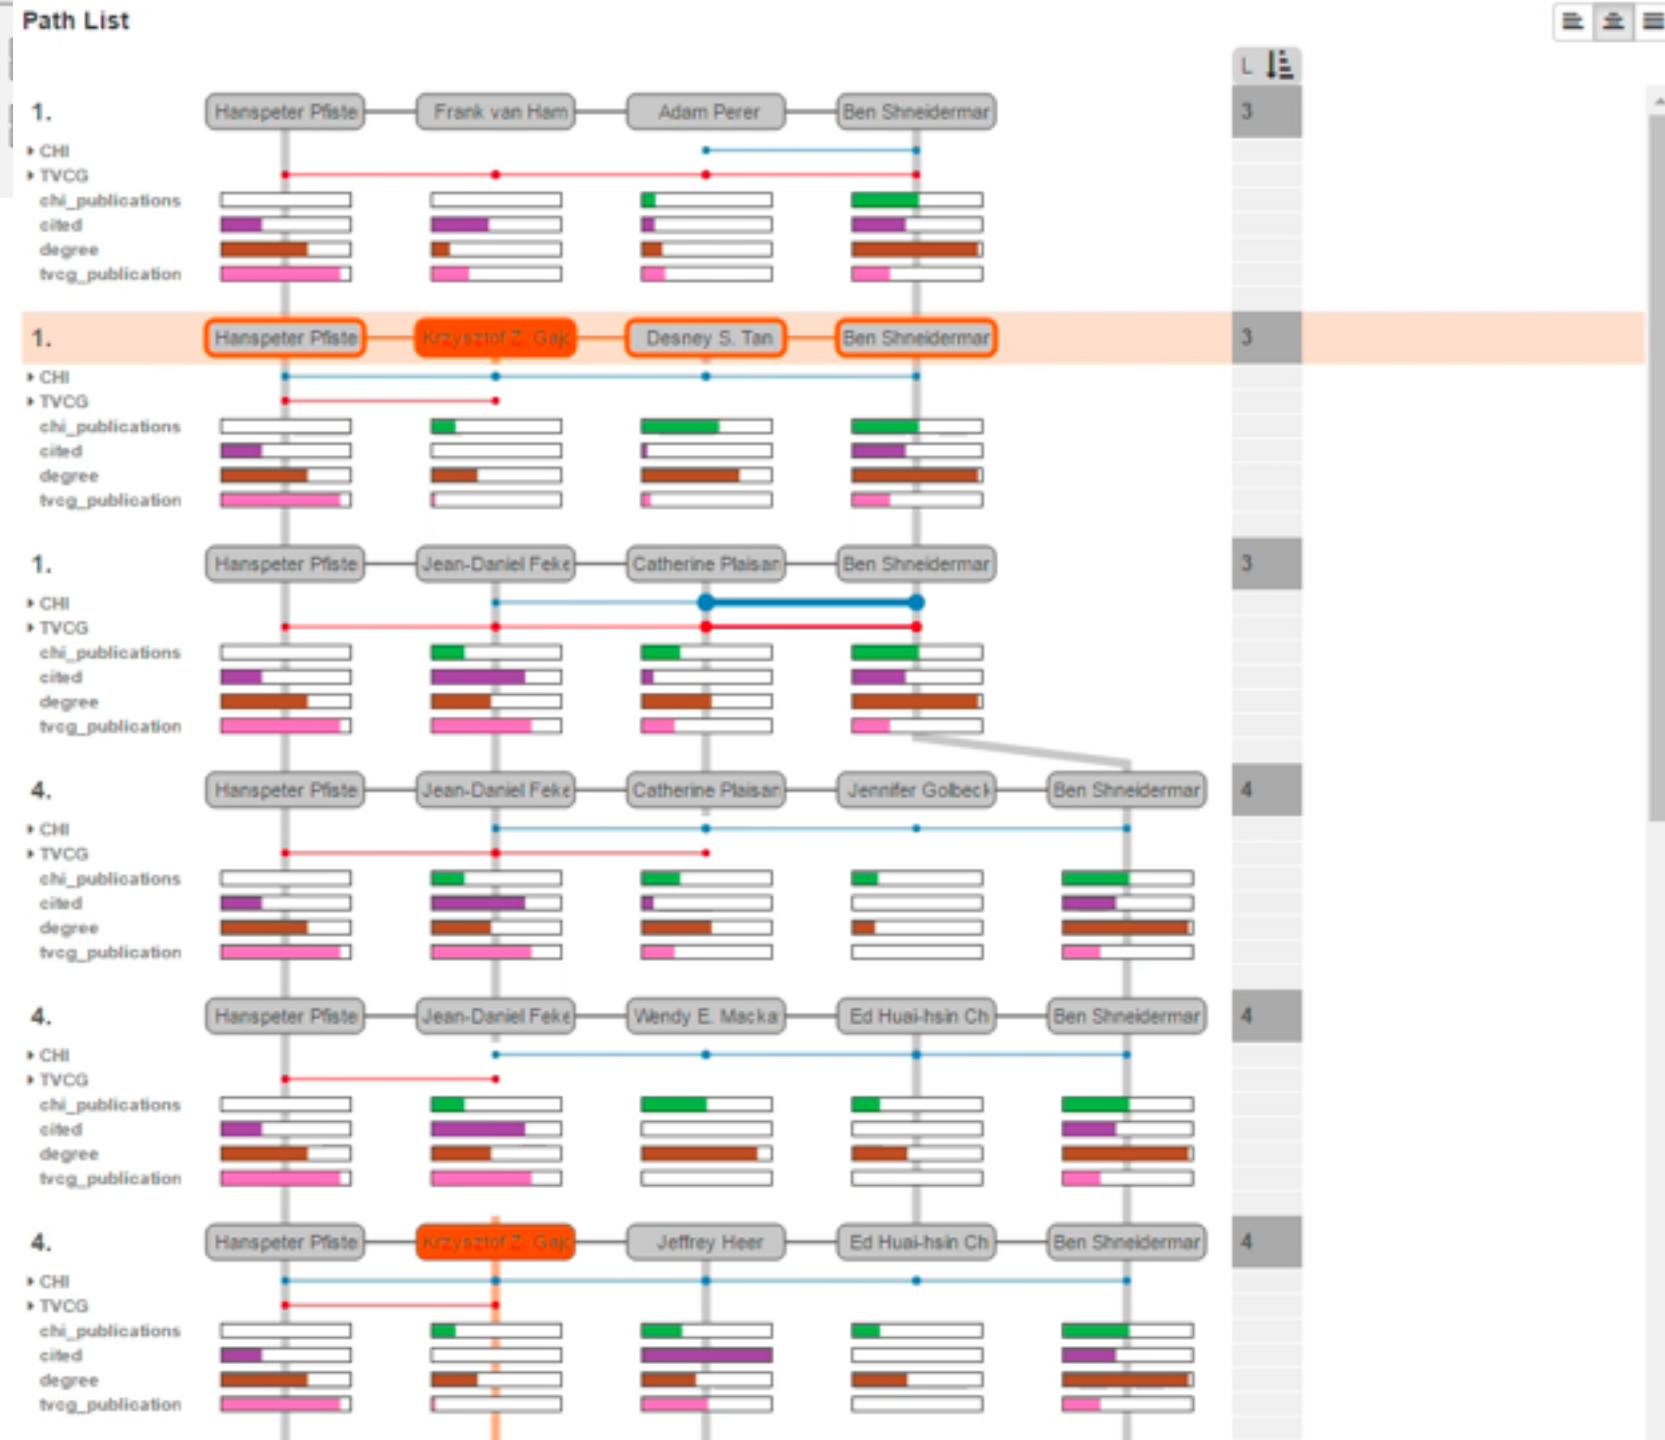 Path List
L
1. Hanspeter Pfiste Frank van Ham Adam Perer Ben Shneidermar 3
CHI
TVCG
chi_publications
cited
degree
tvcg_publication
1. Hanspeter Pfiste Krzysztof Z. Gajo Desney S. Tan Ben Shneidermar 3
CHI
TVCG
chi_publications
cited
degree
tvcg_publication
1. Hanspeter Pfiste Jean-Daniel Feke Catherine Plaisan Ben Shneidermar 3
CHI
TVCG
chi_publications
cited
degree
tvcg_publication
4. Hanspeter Pfiste Jean-Daniel Feke Catherine Plaisan Jennifer Golbeck Ben Shneidermar 4
CHI
TVCG
chi_publications
cited
degree
tvcg_publication
4. Hanspeter Pfiste Jean-Daniel Feke Wendy E. Macka Ed Huai-hsin Ch Ben Shneidermar 4
CHI
TVCG
chi_publications
cited
degree
tvcg_publication
4. Hanspeter Pfiste Krzysztof Z. Gajo Jeffrey Heer Ed Huai-hsin Ch Ben Shneidermar 4
CHI
TVCG
chi_publications
cited
degree
tvcg_publication